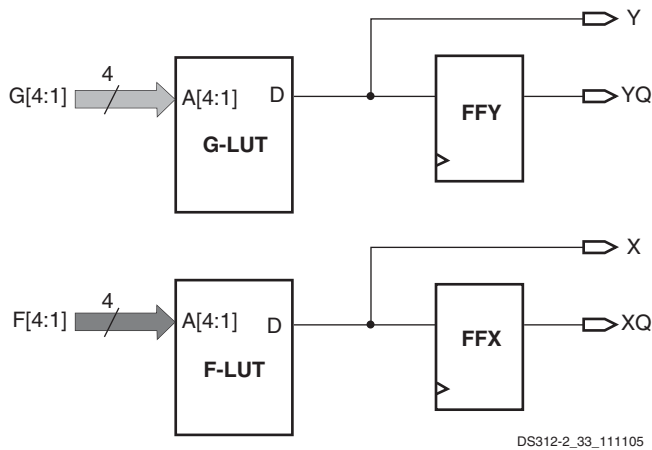 Y
4
G[4:1]
A[4:1]
D
YQ
FFY
G-LUT
X
4
F[4:1]
A[4:1]
D
XQ
FFX
F-LUT
DS312-2_33_111105